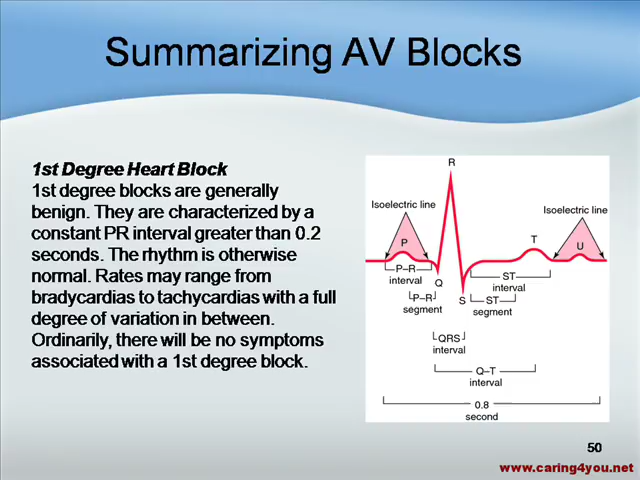 Summarizing AV Blocks
1st Degree Heart Block
1st degree blocks are generally
benign. They are characterized by a
constant PR interval greater than 0.2
seconds. The rhythm is otherwise
normal. Rates may range from
bradycardias to tachycardias with a full
degree of variation in between.
Ordinarily, there will be no symptoms
associated with a 1st degree block.
R
Isoelectric line
Isoelectric line
P
T
U
P–R
interval
Q
ST
interval
P–R
segment
S
ST
segment
QRS
interval
Q–T
interval
0.8
second
50
www.caring4you.net